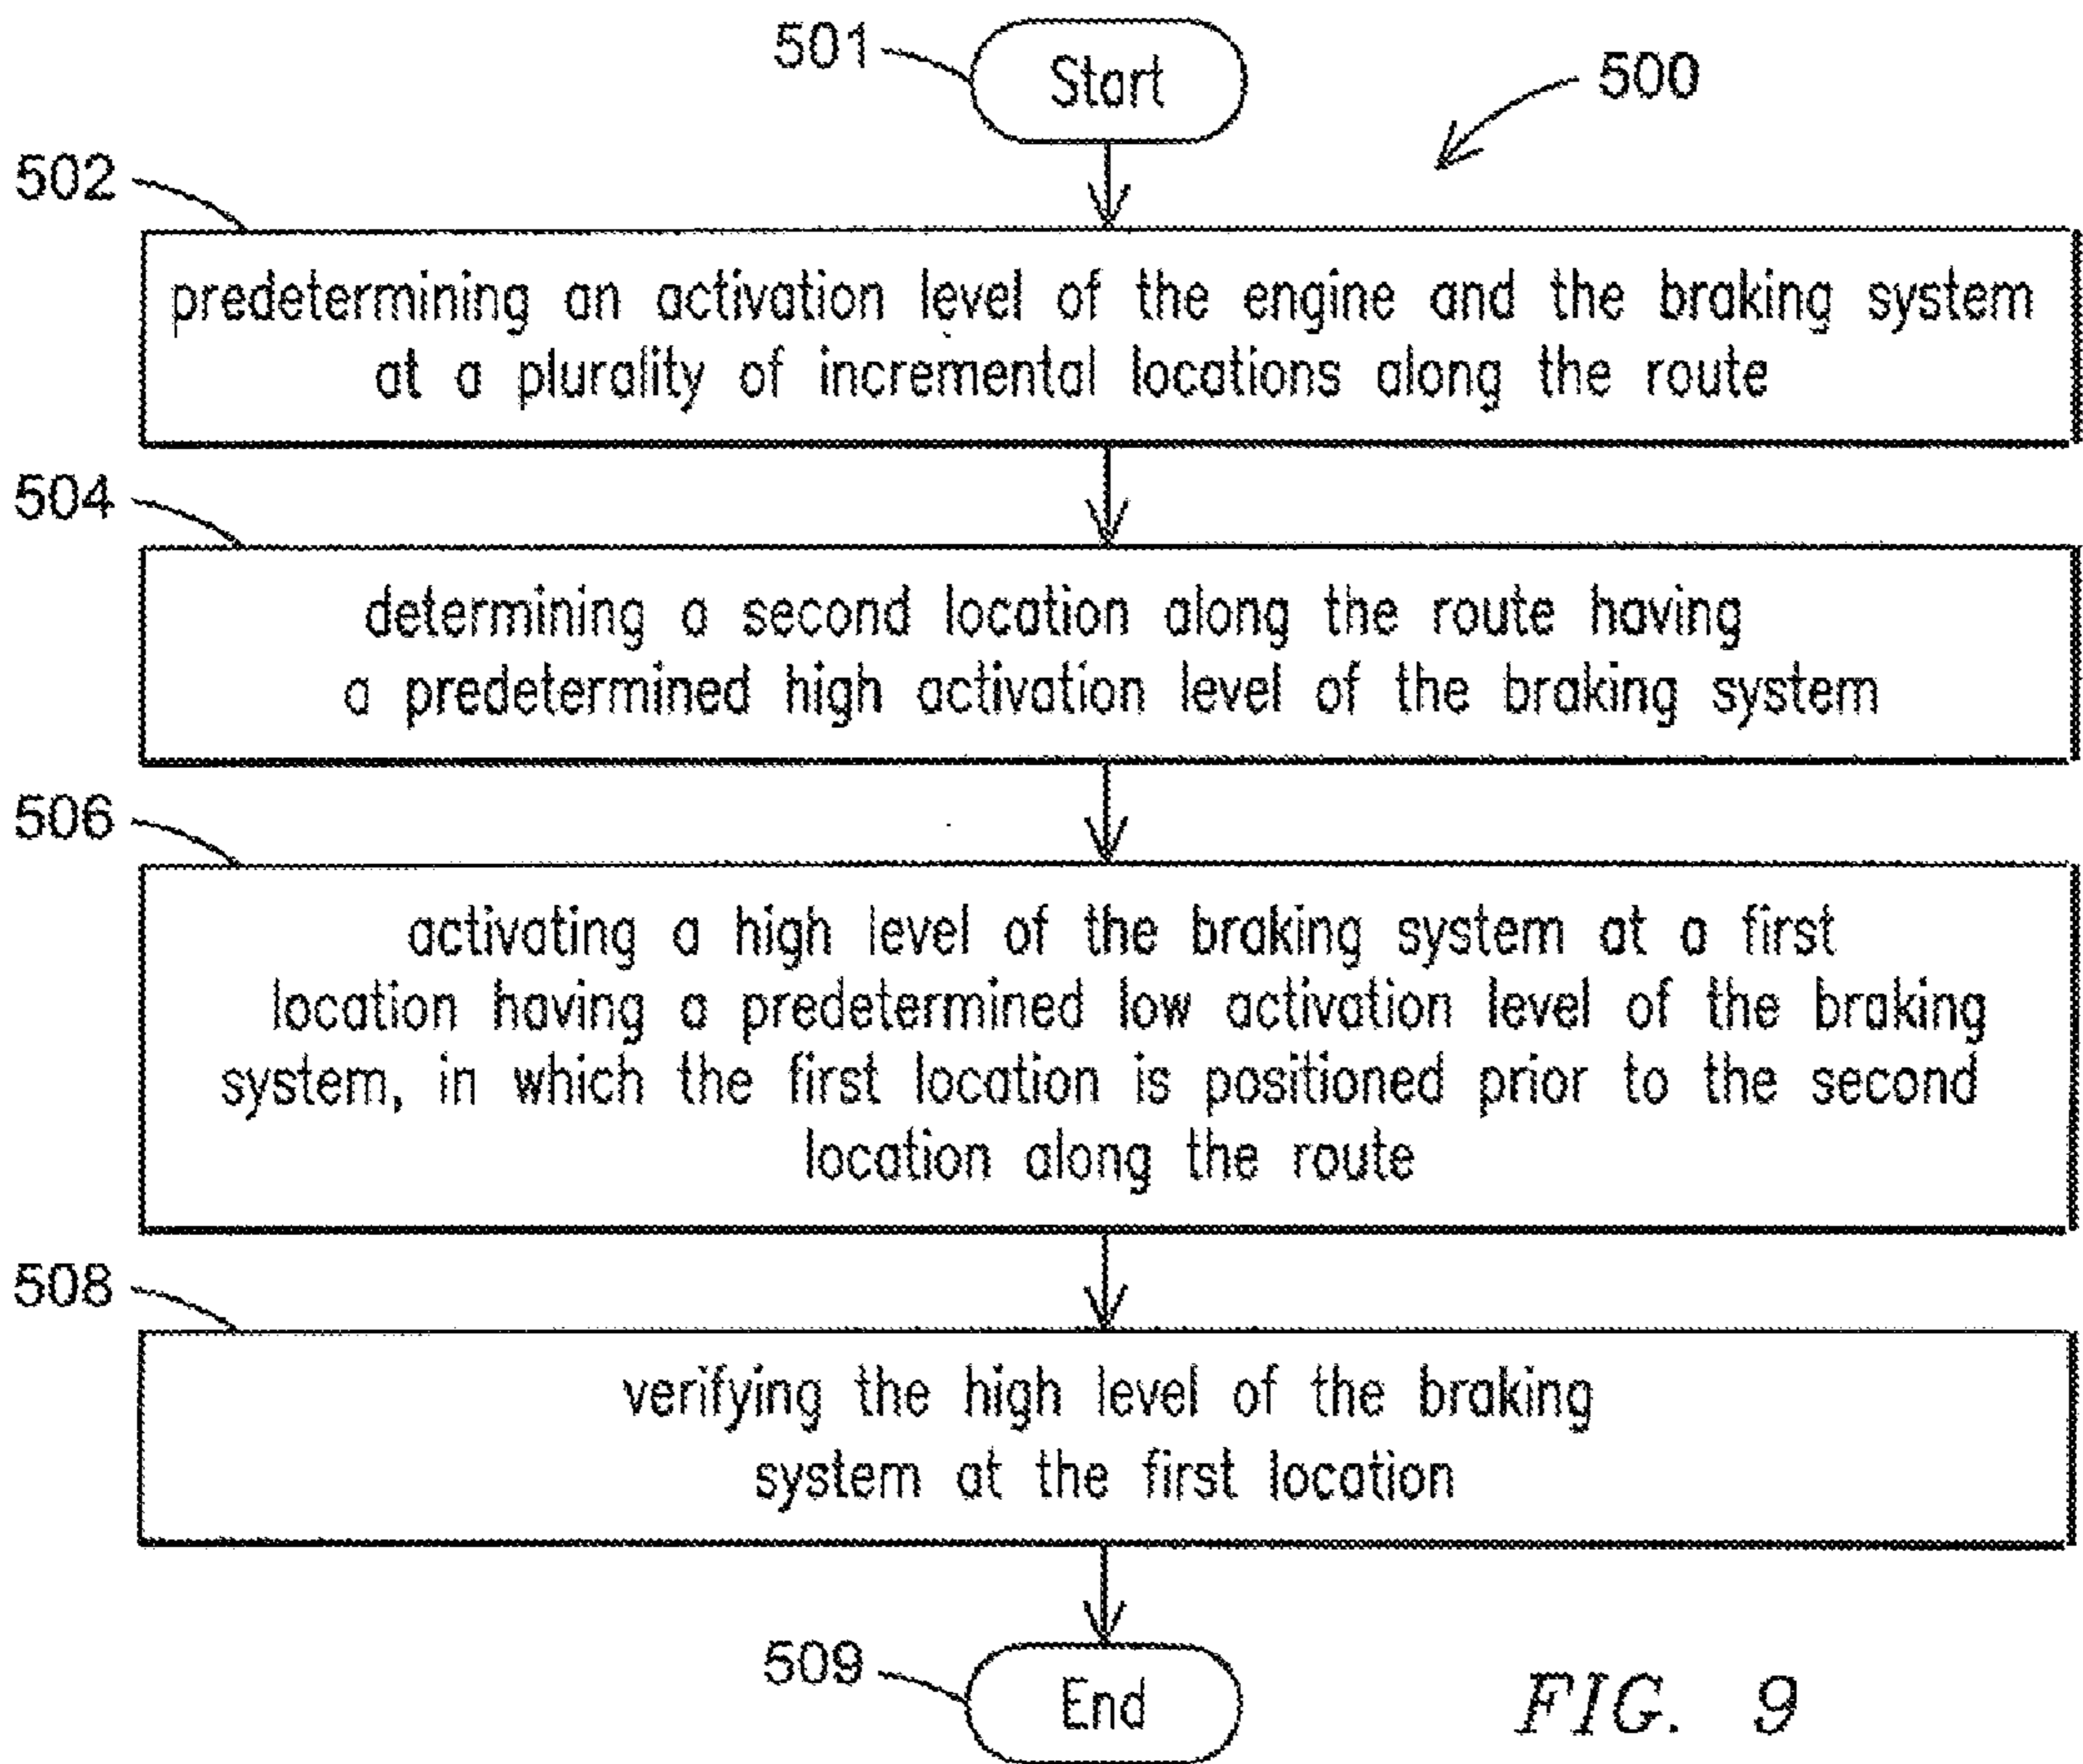 501
Start
500
502
predetermining an activation level of the engine and the braking system
at a plurality of incremental locations along the route
504
determining a second location along the route having
a predetermined high activation level of the braking system
506
activating a high level of the braking system at a first
location having a predetermined low activation level of the braking
system, in which the first location is positioned prior to the second
location along the route
508
verifying the high level of the braking
system at the first location
509
End
FIG. 9